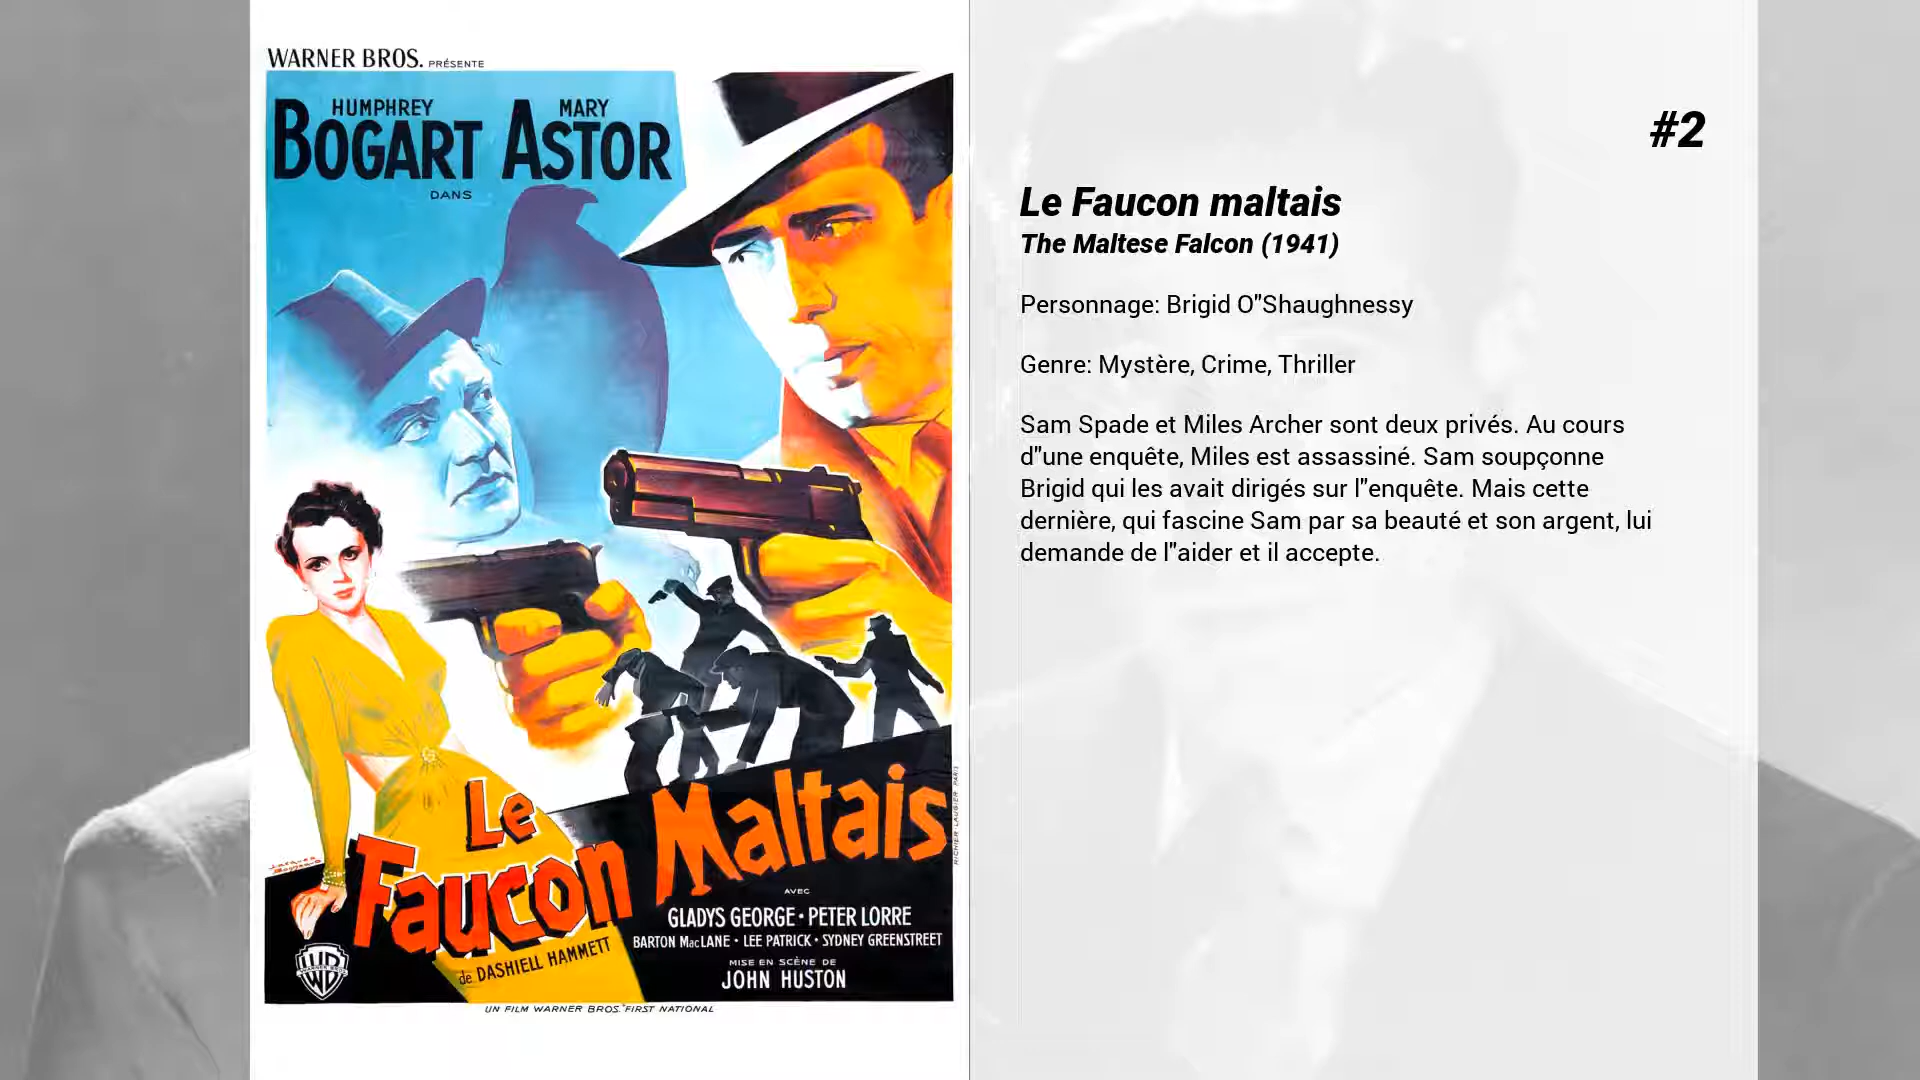 WARNER BROS. PRÉSENTE
HUMPHREY MARY
BOGART ASTOR
DANS
Le
Faucon Maltais
de DASHIELL HAMMETT
AVEC
GLADYS GEORGE • PETER LORRE
BARTON MacLANE • LEE PATRICK • SYDNEY GREENSTREET
MISE EN SCÈNE DE
JOHN HUSTON
UN FILM WARNER BROS. FIRST NATIONAL
RICHIER-LAUGIER PARIS
WB
#2
Le Faucon maltais
The Maltese Falcon (1941)
Personnage: Brigid O"Shaughnessy
Genre: Mystère, Crime, Thriller
Sam Spade et Miles Archer sont deux privés. Au cours
d"une enquête, Miles est assassiné. Sam soupçonne
Brigid qui les avait dirigés sur l"enquête. Mais cette
dernière, qui fascine Sam par sa beauté et son argent, lui
demande de l"aider et il accepte.